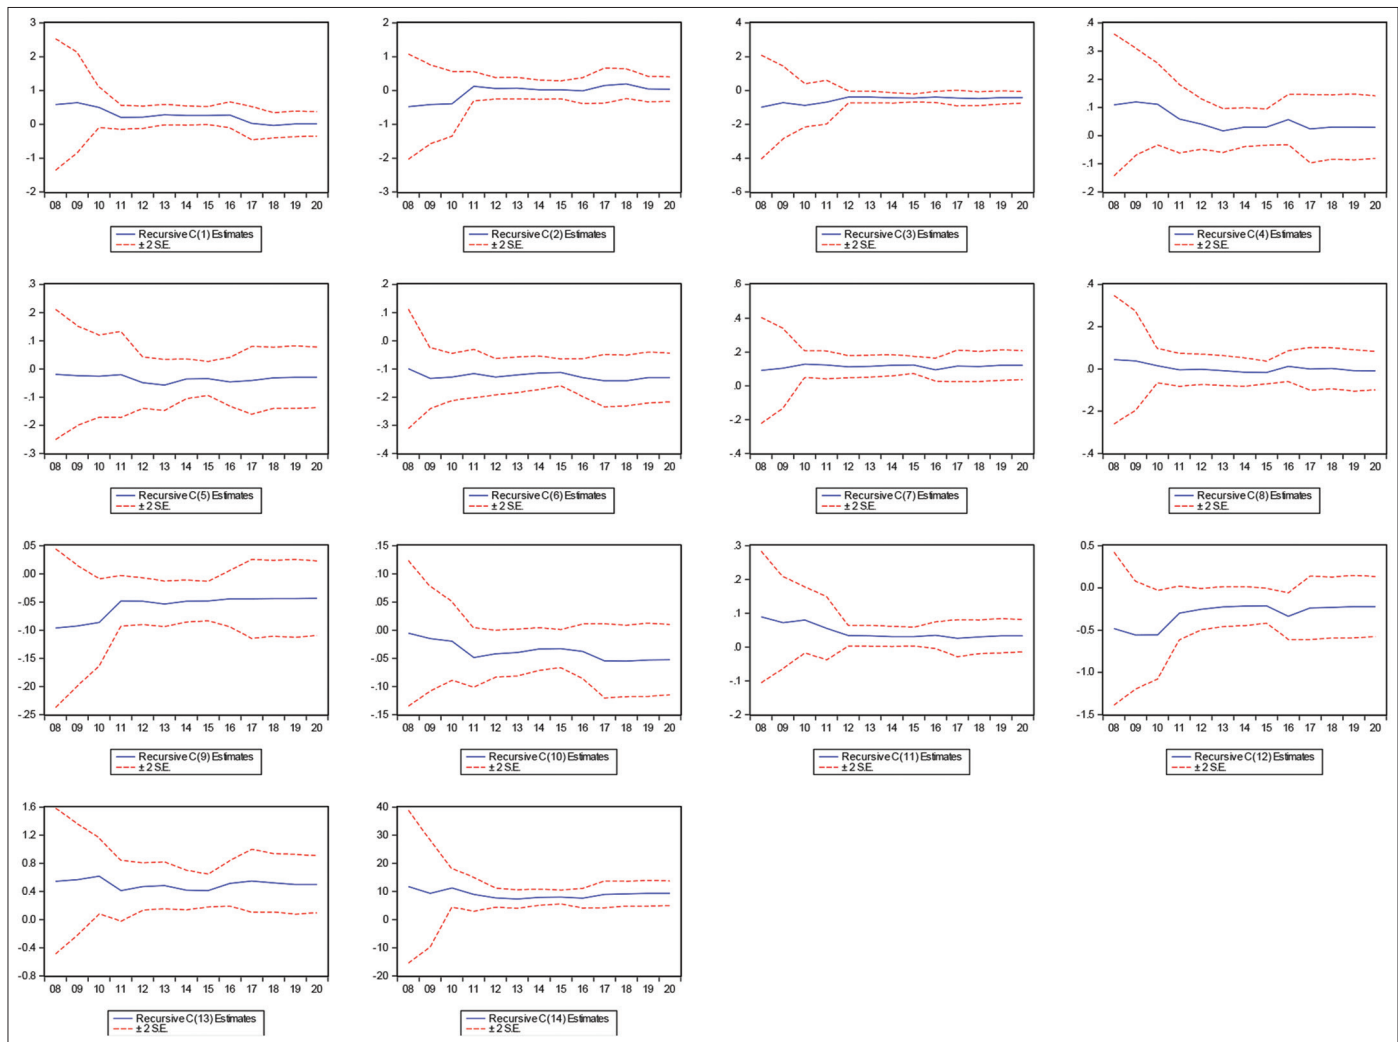 3
2
1
0
-1
-2
08 09 10 11 12 13 14 15 16 17 18 19 20
Recursive C(1) Estimates
± 2 S.E.
2
1
0
-1
-2
-3
08 09 10 11 12 13 14 15 16 17 18 19 20
Recursive C(2) Estimates
± 2 S.E.
4
2
0
-2
-4
-6
08 09 10 11 12 13 14 15 16 17 18 19 20
Recursive C(3) Estimates
± 2 S.E.
.4
.3
.2
.1
.0
-.1
-.2
08 09 10 11 12 13 14 15 16 17 18 19 20
Recursive C(4) Estimates
± 2 S.E.
.3
.2
.1
.0
-.1
-.2
-.3
08 09 10 11 12 13 14 15 16 17 18 19 20
Recursive C(5) Estimates
± 2 S.E.
.2
.1
.0
-.1
-.2
-.3
-.4
08 09 10 11 12 13 14 15 16 17 18 19 20
Recursive C(6) Estimates
± 2 S.E.
.6
.4
.2
.0
-.2
-.4
08 09 10 11 12 13 14 15 16 17 18 19 20
Recursive C(7) Estimates
± 2 S.E.
.4
.2
.0
-.2
-.4
08 09 10 11 12 13 14 15 16 17 18 19 20
Recursive C(8) Estimates
± 2 S.E.
.05
.00
-.05
-.10
-.15
-.20
-.25
08 09 10 11 12 13 14 15 16 17 18 19 20
Recursive C(9) Estimates
± 2 S.E.
.15
.10
.05
.00
-.05
-.10
-.15
08 09 10 11 12 13 14 15 16 17 18 19 20
Recursive C(10) Estimates
± 2 S.E.
.3
.2
.1
.0
-.1
-.2
08 09 10 11 12 13 14 15 16 17 18 19 20
Recursive C(11) Estimates
± 2 S.E.
0.5
0.0
-0.5
-1.0
-1.5
08 09 10 11 12 13 14 15 16 17 18 19 20
Recursive C(12) Estimates
± 2 S.E.
1.6
1.2
0.8
0.4
0.0
-0.4
-0.8
08 09 10 11 12 13 14 15 16 17 18 19 20
Recursive C(13) Estimates
± 2 S.E.
40
30
20
10
0
-10
-20
08 09 10 11 12 13 14 15 16 17 18 19 20
Recursive C(14) Estimates
± 2 S.E.